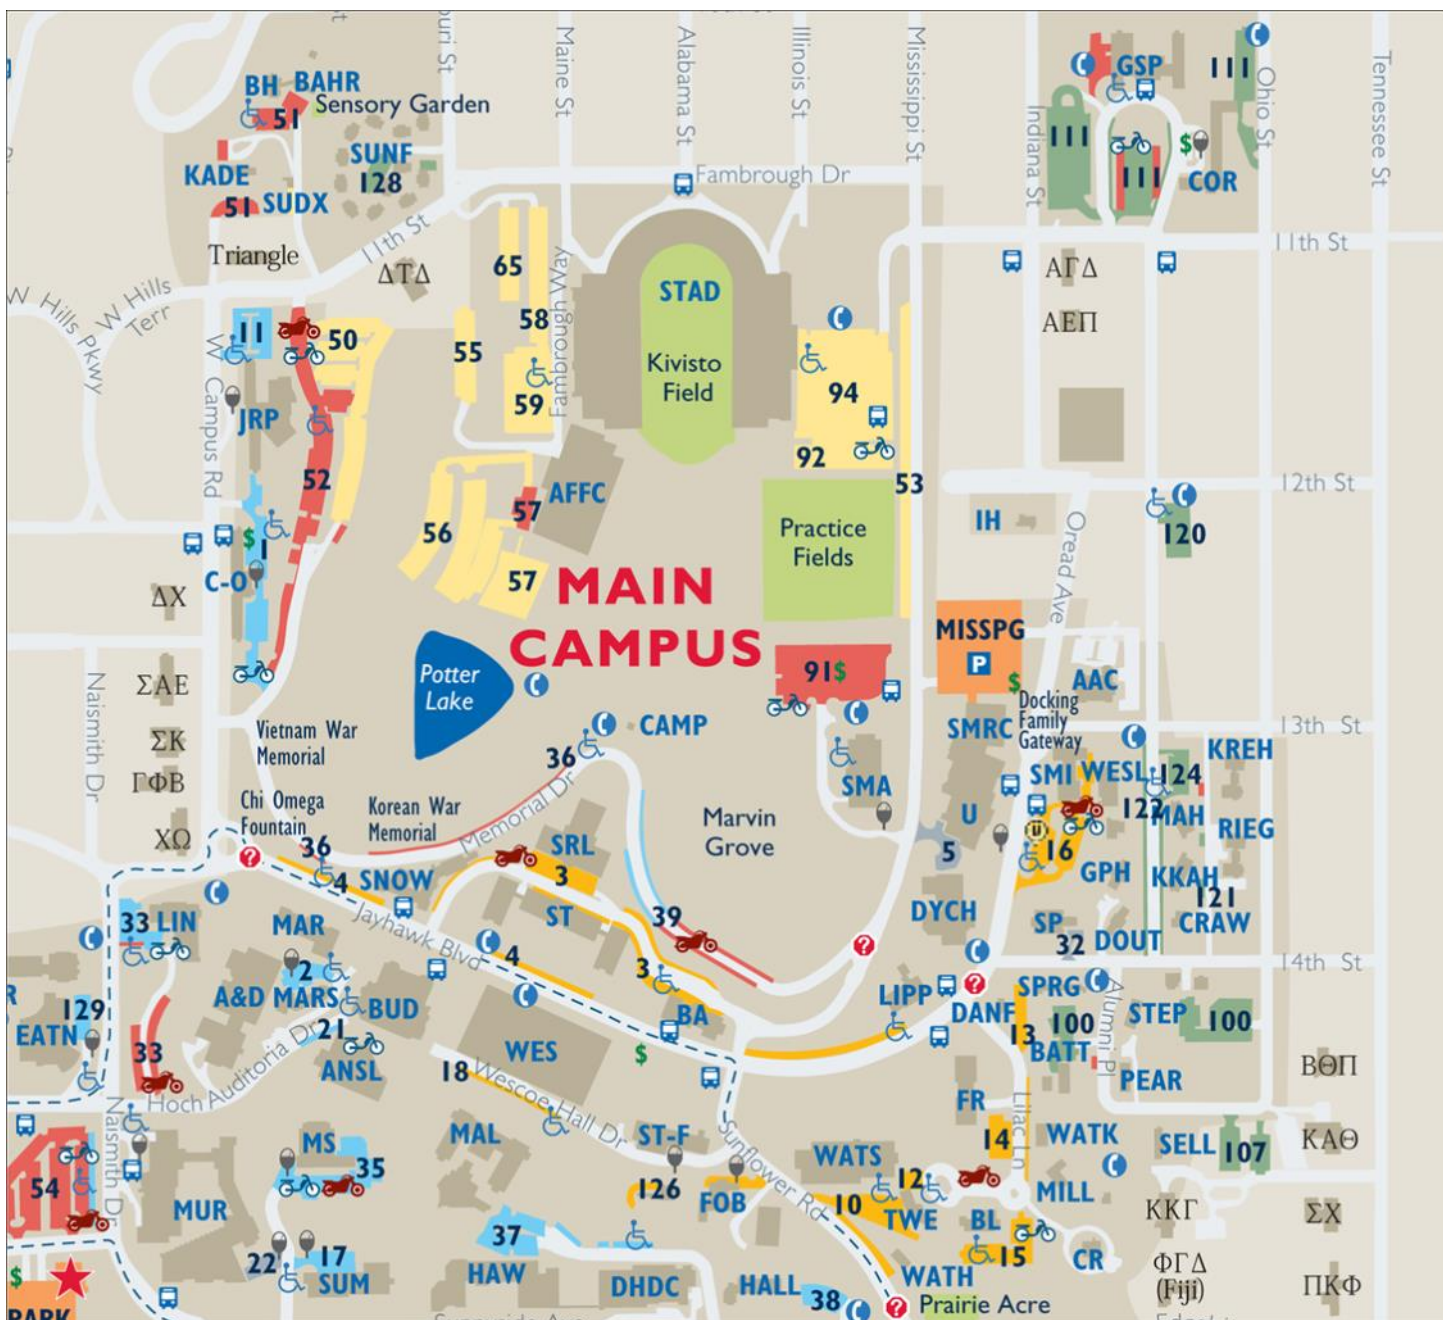 Maine St
Alabama St
Illinois St
Mississippi St
Indiana St
Ohio St
Tennessee St
GSP
111
BH
BAHR
Sensory Garden
51
111
111
$
COR
SUNF
128
KADE
51
SUDX
Fambrough Dr
11th St
11th St
Triangle
ΔΤΔ
65
58
Fambrough Way
STAD
ΑΓΔ
ΑΕΠ
W Hills
Terr
W Hills Pkwy
11
50
55
59
Kivisto
Field
94
92
53
W Campus Rd
JRP
52
AFFC
57
56
57
12th St
IH
Oread Ave
120
Practice
Fields
$
1
C-O
ΔΧ
MAIN
CAMPUS
MISSPG
P
$
91$
AAC
Potter
Lake
ΣΑΕ
Naismith Dr
ΣΚ
ΓΦΒ
ΧΩ
Vietnam War
Memorial
Chi Omega
Fountain
Korean War
Memorial
36
CAMP
Memorial Dr
36
SMA
SMRC
Docking
Family
Gateway
13th St
KREH
SMI
WESL
124
122
MAH
RIEG
U
5
U
16
GPH
KKAH
121
CRAW
Marvin
Grove
SRL
3
ST
4
SNOW
Jayhawk Blvd
39
DYCH
SP
32
DOUT
14th St
?
33
LIN
MAR
2
A&D
MARS
BUD
4
3
BA
?
?
LIPP
DANF
SPRG
Alumni Pl
STEP
100
100
13
BATT
PEAR
129
EATN
33
21
ANSL
Hoch Auditoria Dr
Naismith Dr
WES
18
Wescoe Hall Dr
$
ΒΘΠ
FR
Lilac Ln
14
WATK
SELL
107
ΚΑΘ
MAL
ST-F
Sunflower Rd
WATS
12
MS
35
54
MUR
126
FOB
10
TWE
BL
MILL
ΚΚΓ
ΣΧ
15
CR
22
17
SUM
37
HAW
DHDC
HALL
38
WATH
?
Prairie Acre
ΦΓΔ
(Fiji)
ΠΚΦ
$